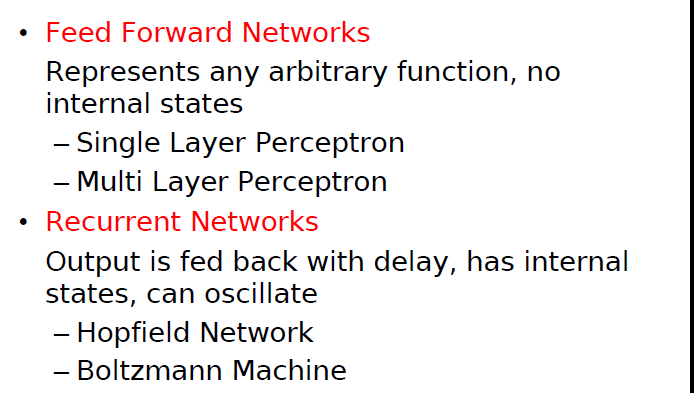 • Feed Forward Networks
Represents any arbitrary function, no
internal states
– Single Layer Perceptron
– Multi Layer Perceptron
• Recurrent Networks
Output is fed back with delay, has internal
states, can oscillate
– Hopfield Network
– Boltzmann Machine